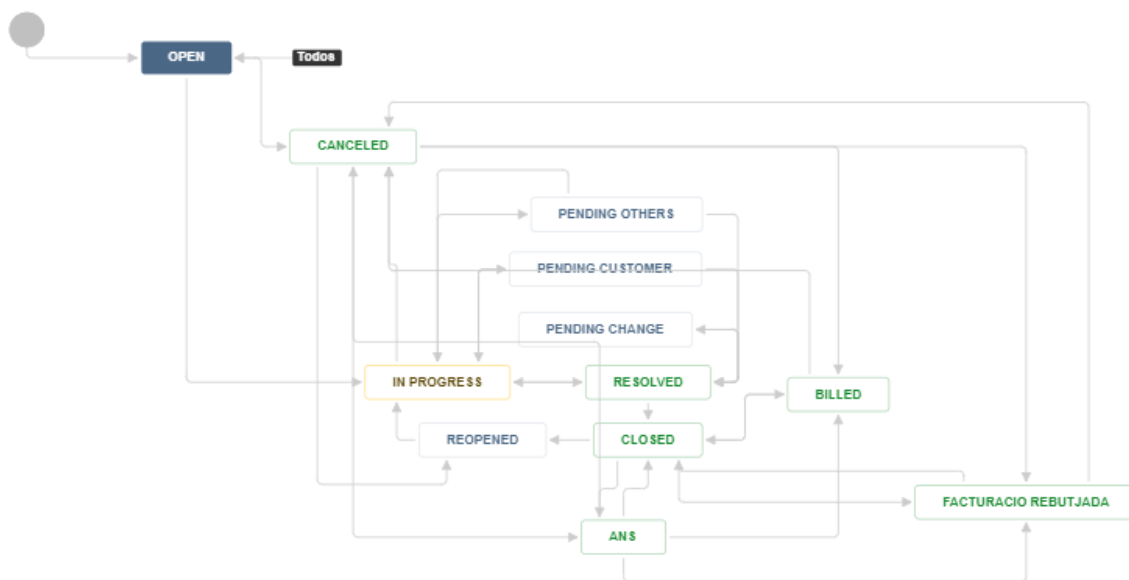 OPEN
Todos
CANCELED
PENDING OTHERS
PENDING CUSTOMER
PENDING CHANGE
IN PROGRESS
RESOLVED
BILLED
REOPENED
CLOSED
FACTURACIO REBUTJADA
ANS